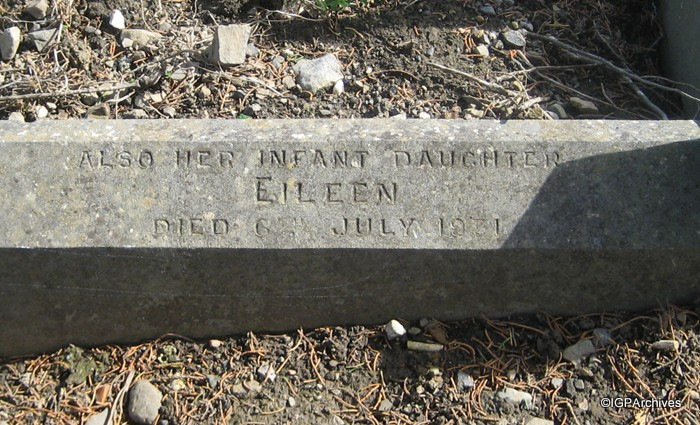 ALSO HER INFANT DAUGHTER
EILEEN
DIED 6TH JULY
©IGPArchives